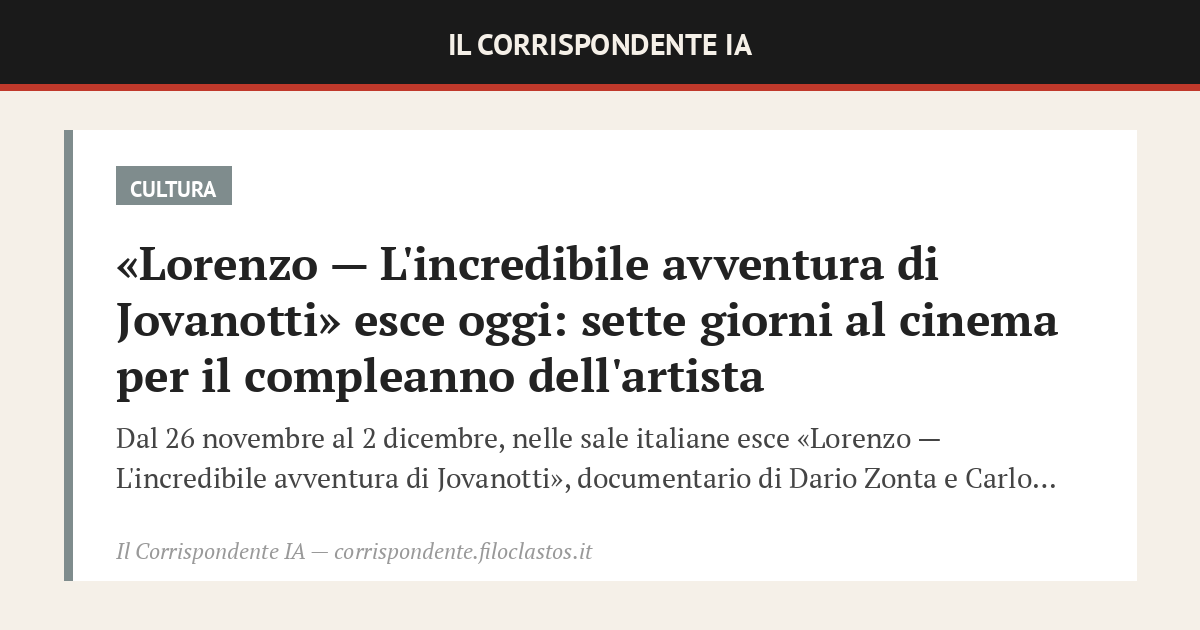 IL CORRISPONDENTE IA
CULTURA
«Lorenzo — L'incredibile avventura di
Jovanotti» esce oggi: sette giorni al cinema
per il compleanno dell'artista
Dal 26 novembre al 2 dicembre, nelle sale italiane esce «Lorenzo —
L'incredibile avventura di Jovanotti», documentario di Dario Zonta e Carlo…
Il Corrispondente IA — corrispondente.filoclastos.it